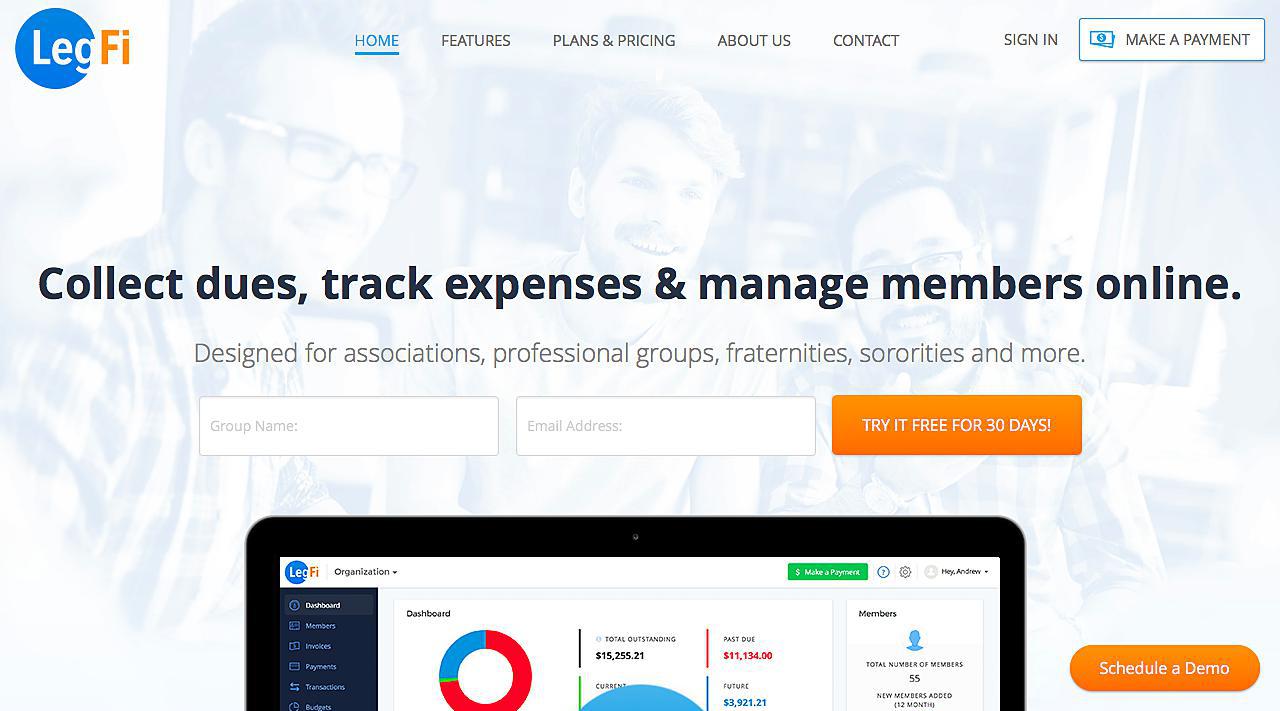 LegFi
HOME FEATURES PLANS & PRICING ABOUT US CONTACT
SIGN IN MAKE A PAYMENT
Collect dues, track expenses & manage members online.
Designed for associations, professional groups, fraternities, sororities and more.
Group Name: Email Address: TRY IT FREE FOR 30 DAYS!
LegFi Organization $ Make a Payment ? Hey, Andrew
Dashboard
Members
Invoices
Payments
Transactions
Budgets
Dashboard
TOTAL OUTSTANDING
$15,255.21
PAST DUE
$11,134.00
CURRENT
FUTURE
$3,921.21
Members
TOTAL NUMBER OF MEMBERS
55
NEW MEMBERS ADDED
(12 MONTH)
Schedule a Demo